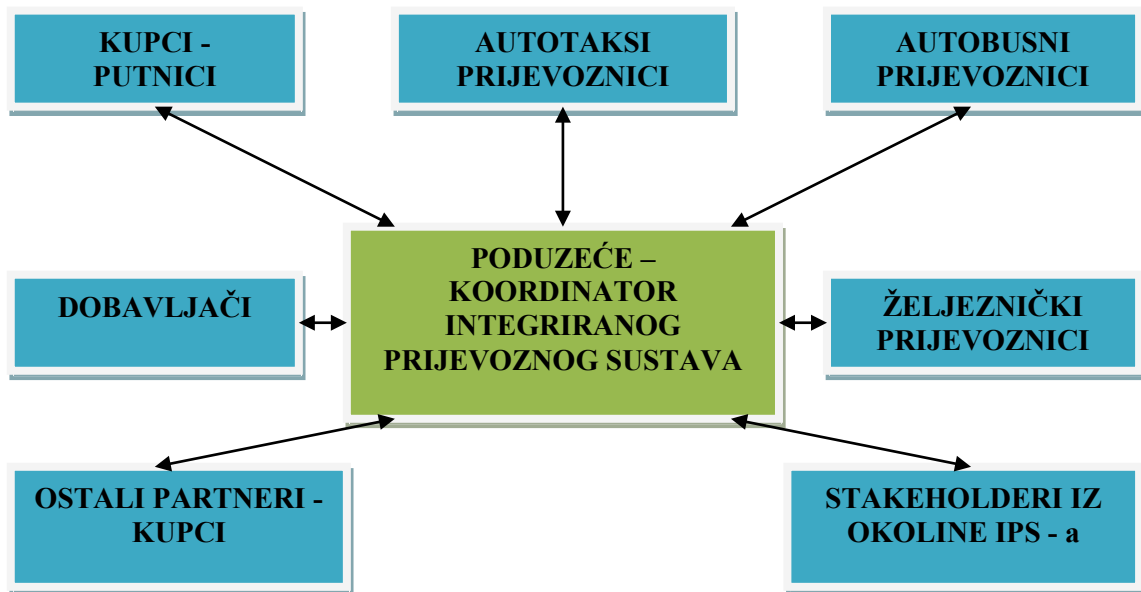 KUPCI -
PUTNICI
AUTOTAKSI
PRIJEVOZNICI
AUTOBUSNI
PRIJEVOZNICI
DOBAVLJAČI
PODUZEĆE –
KOORDINATOR
INTEGRIRANOG
PRIJEVOZNOG SUSTAVA
ŽELJEZNIČKI
PRIJEVOZNICI
OSTALI PARTNERI -
KUPCI
STAKEHOLDERI IZ
OKOLINE IPS - a